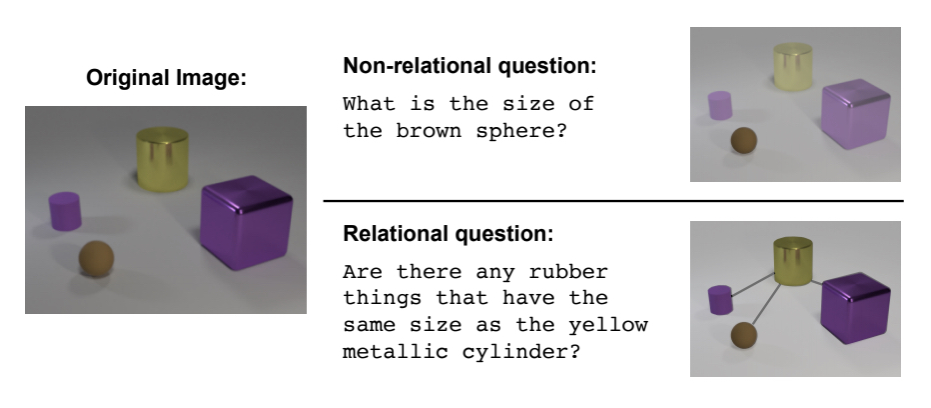 Original Image:
Non-relational question:
What is the size of
the brown sphere?
Relational question:
Are there any rubber
things that have the
same size as the yellow
metallic cylinder?